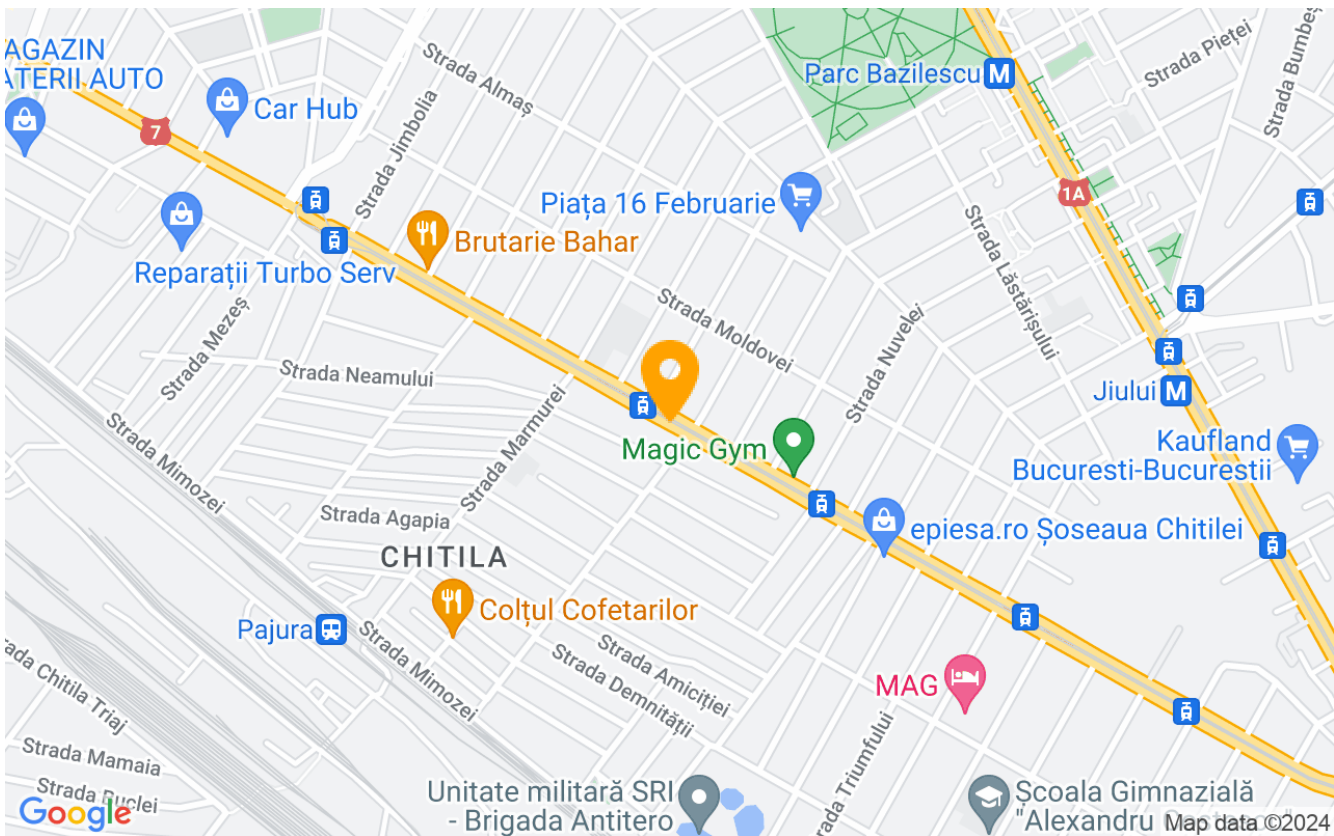 AGAZIN
ATERII AUTO
Car Hub
7
Strada Jimbolia
Strada Almaș
Parc Bazilescu
M
Strada Pieței
Strada Bumbeș
1A
Piața 16 Februarie
Brutarie Bahar
Reparații Turbo Serv
Strada Mezeș
Strada Lăstărișului
Strada Moldovei
Strada Nuvelei
Strada Neamului
Strada Marmurei
Jiului
M
Magic Gym
Kaufland
Bucuresti-Bucurestii
Strada Mimozei
Strada Agapia
epiesa.ro Șoseaua Chitilei
CHITILA
Colțul Cofetarilor
Pajura
Strada Mimozei
Strada Amiciției
Strada Demnității
MAG
rada Chitila Triaj
Strada Triumfului
Strada Mamaia
Strada Buclei
Unitate militară SRI
- Brigada Antitero
Școala Gimnazială
"Alexandru
Google
Map data ©2024